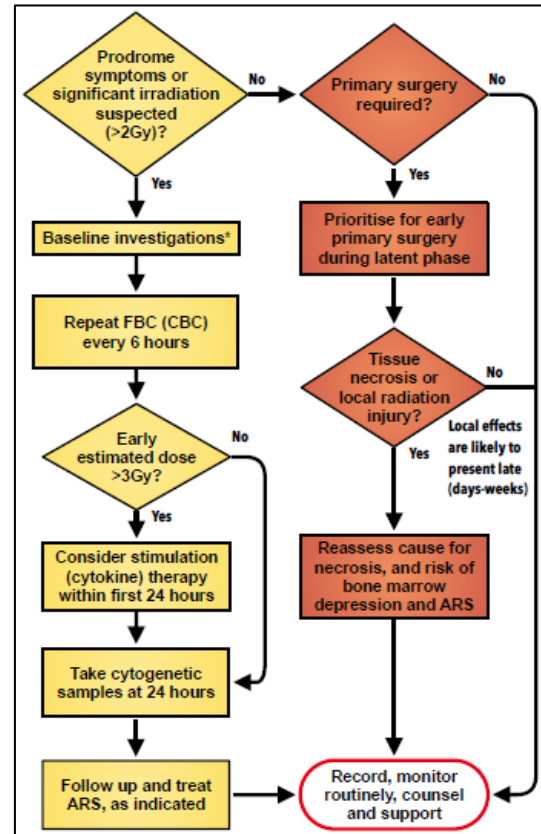 Prodrome
symptoms or
significant irradiation
suspected
(>2Gy)?
No
Yes
Baseline investigations*
Repeat FBC (CBC)
every 6 hours
Early
estimated dose
>3Gy?
No
Yes
Consider stimulation
(cytokine) therapy
within first 24 hours
Take cytogenetic
samples at 24 hours
Follow up and treat
ARS, as indicated
Primary surgery
required?
No
Yes
Prioritise for early
primary surgery
during latent phase
Tissue
necrosis or
local radiation
injury?
No
Yes
Local effects
are likely to
present late
(days-weeks)
Reassess cause for
necrosis, and risk of
bone marrow
depression and ARS
Record, monitor
routinely, counsel
and support